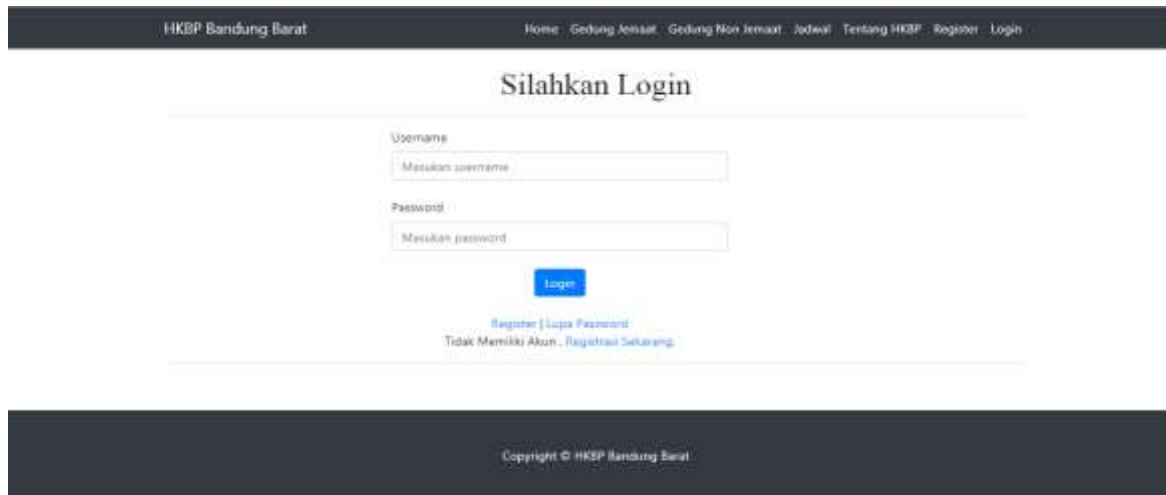 HKBP Bandung Barat
Home Gedung Jemaat Gedung Non Jemaat Jadwal Tentang HKBP Register Login
Silahkan Login
Username
Masukan username
Password
Masukan password
Login
Register | Lupa Password
Tidak Memiliki Akun , Registrasi Sekarang.
Copyright © HKBP Bandung Barat